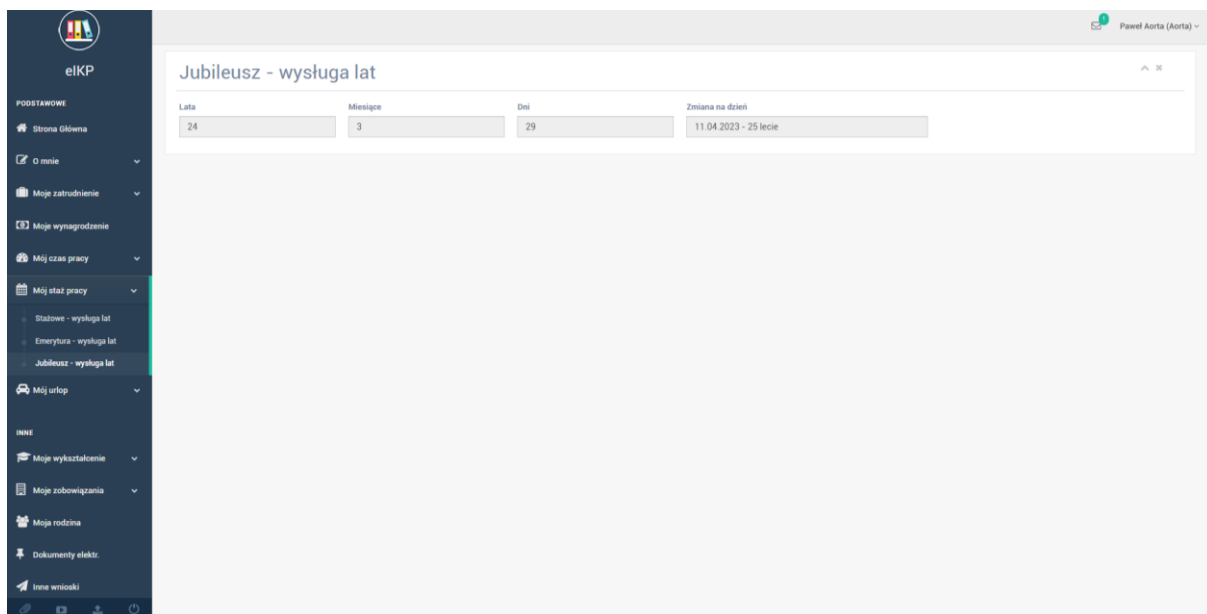 1
Paweł Aorta (Aorta)
eIKP
PODSTAWOWE
Strona Główna
O mnie
Moje zatrudnienie
Moje wynagrodzenie
Mój czas pracy
Mój staż pracy
Stażowe - wysługa lat
Emerytura - wysługa lat
Jubileusz - wysługa lat
Mój urlop
INNE
Moje wykształcenie
Moje zobowiązania
Moja rodzina
Dokumenty elektr.
Inne wnioski
Jubileusz - wysługa lat
Lata Miesiące Dni Zmiana na dzień
24 3 29 11.04.2023 - 25 lecie